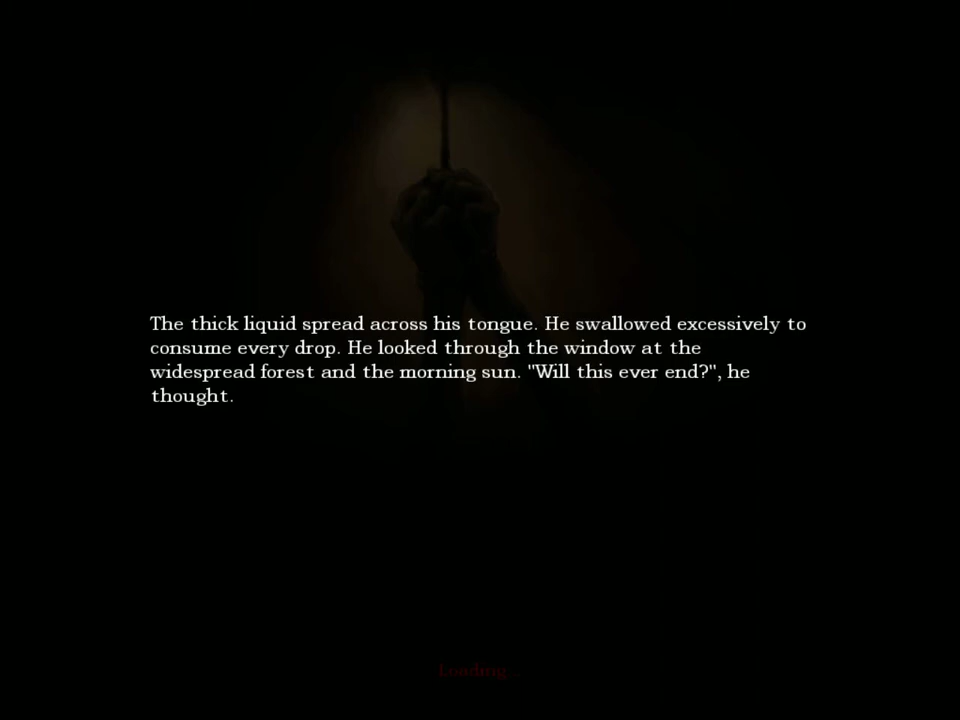 The thick liquid spread across his tongue. He swallowed excessively to
consume every drop. He looked through the window at the
widespread forest and the morning sun. "Will this ever end?", he
thought.
Loading...